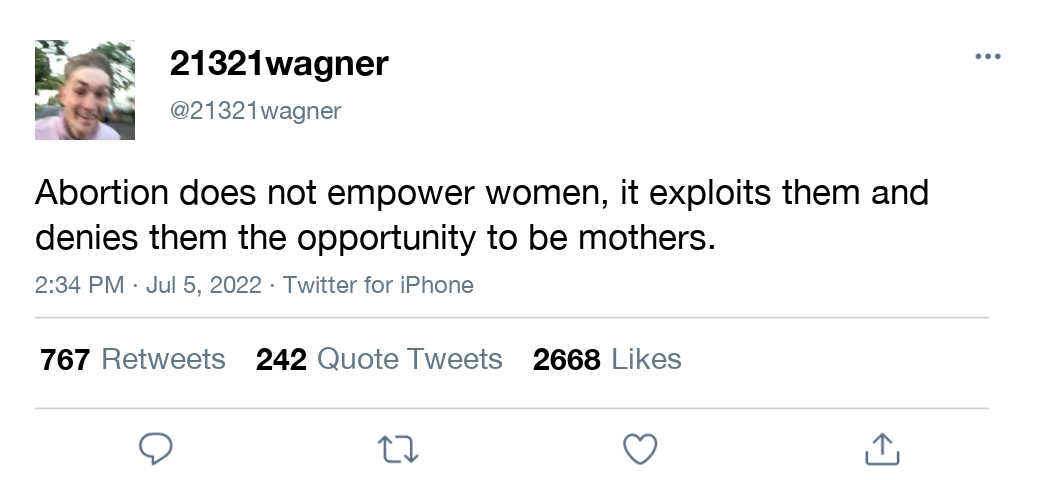 21321wagner
@21321wagner
Abortion does not empower women, it exploits them and
denies them the opportunity to be mothers.
2:34 PM · Jul 5, 2022 · Twitter for iPhone
767 Retweets 242 Quote Tweets 2668 Likes